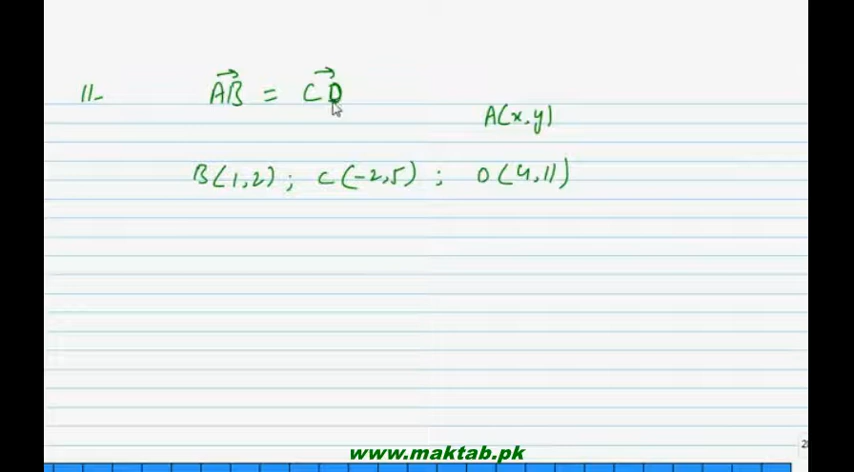 11- AB = CD
A(x,y)
B(1,2) ; C(-2,5) ; D(4,11)
www.maktab.pk